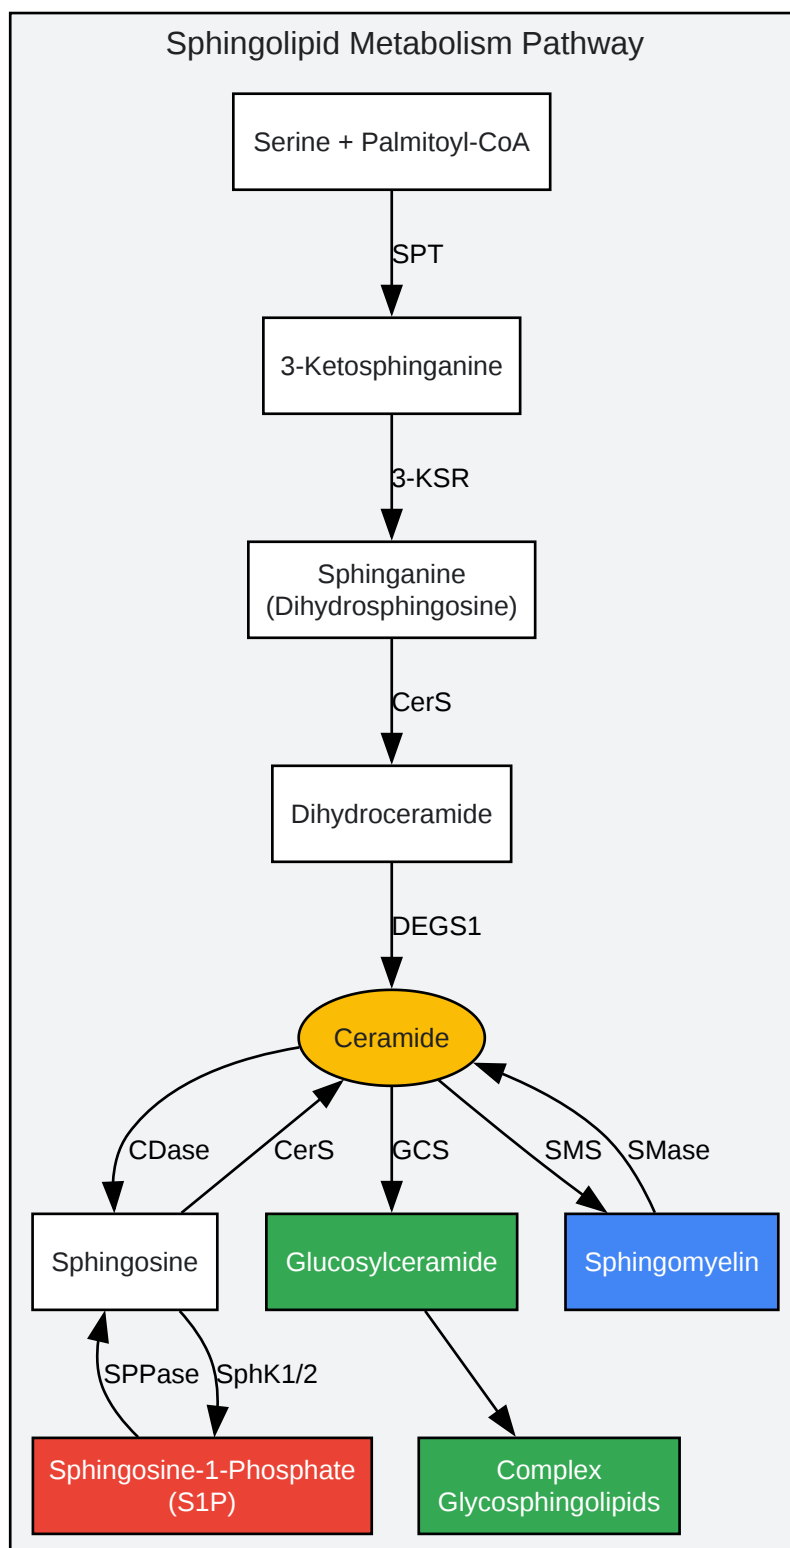 Sphingolipid Metabolism Pathway
Serine + Palmitoyl-CoA
SPT
3-Ketosphinganine
3-KSR
Sphinganine
(Dihydrosphingosine)
CerS
Dihydroceramide
DEGS1
Ceramide
CDase
CerS
GCS
SMS
SMase
Sphingosine
Glucosylceramide
Sphingomyelin
SPPase
SphK1/2
Sphingosine-1-Phosphate
(S1P)
Complex
Glycosphingolipids